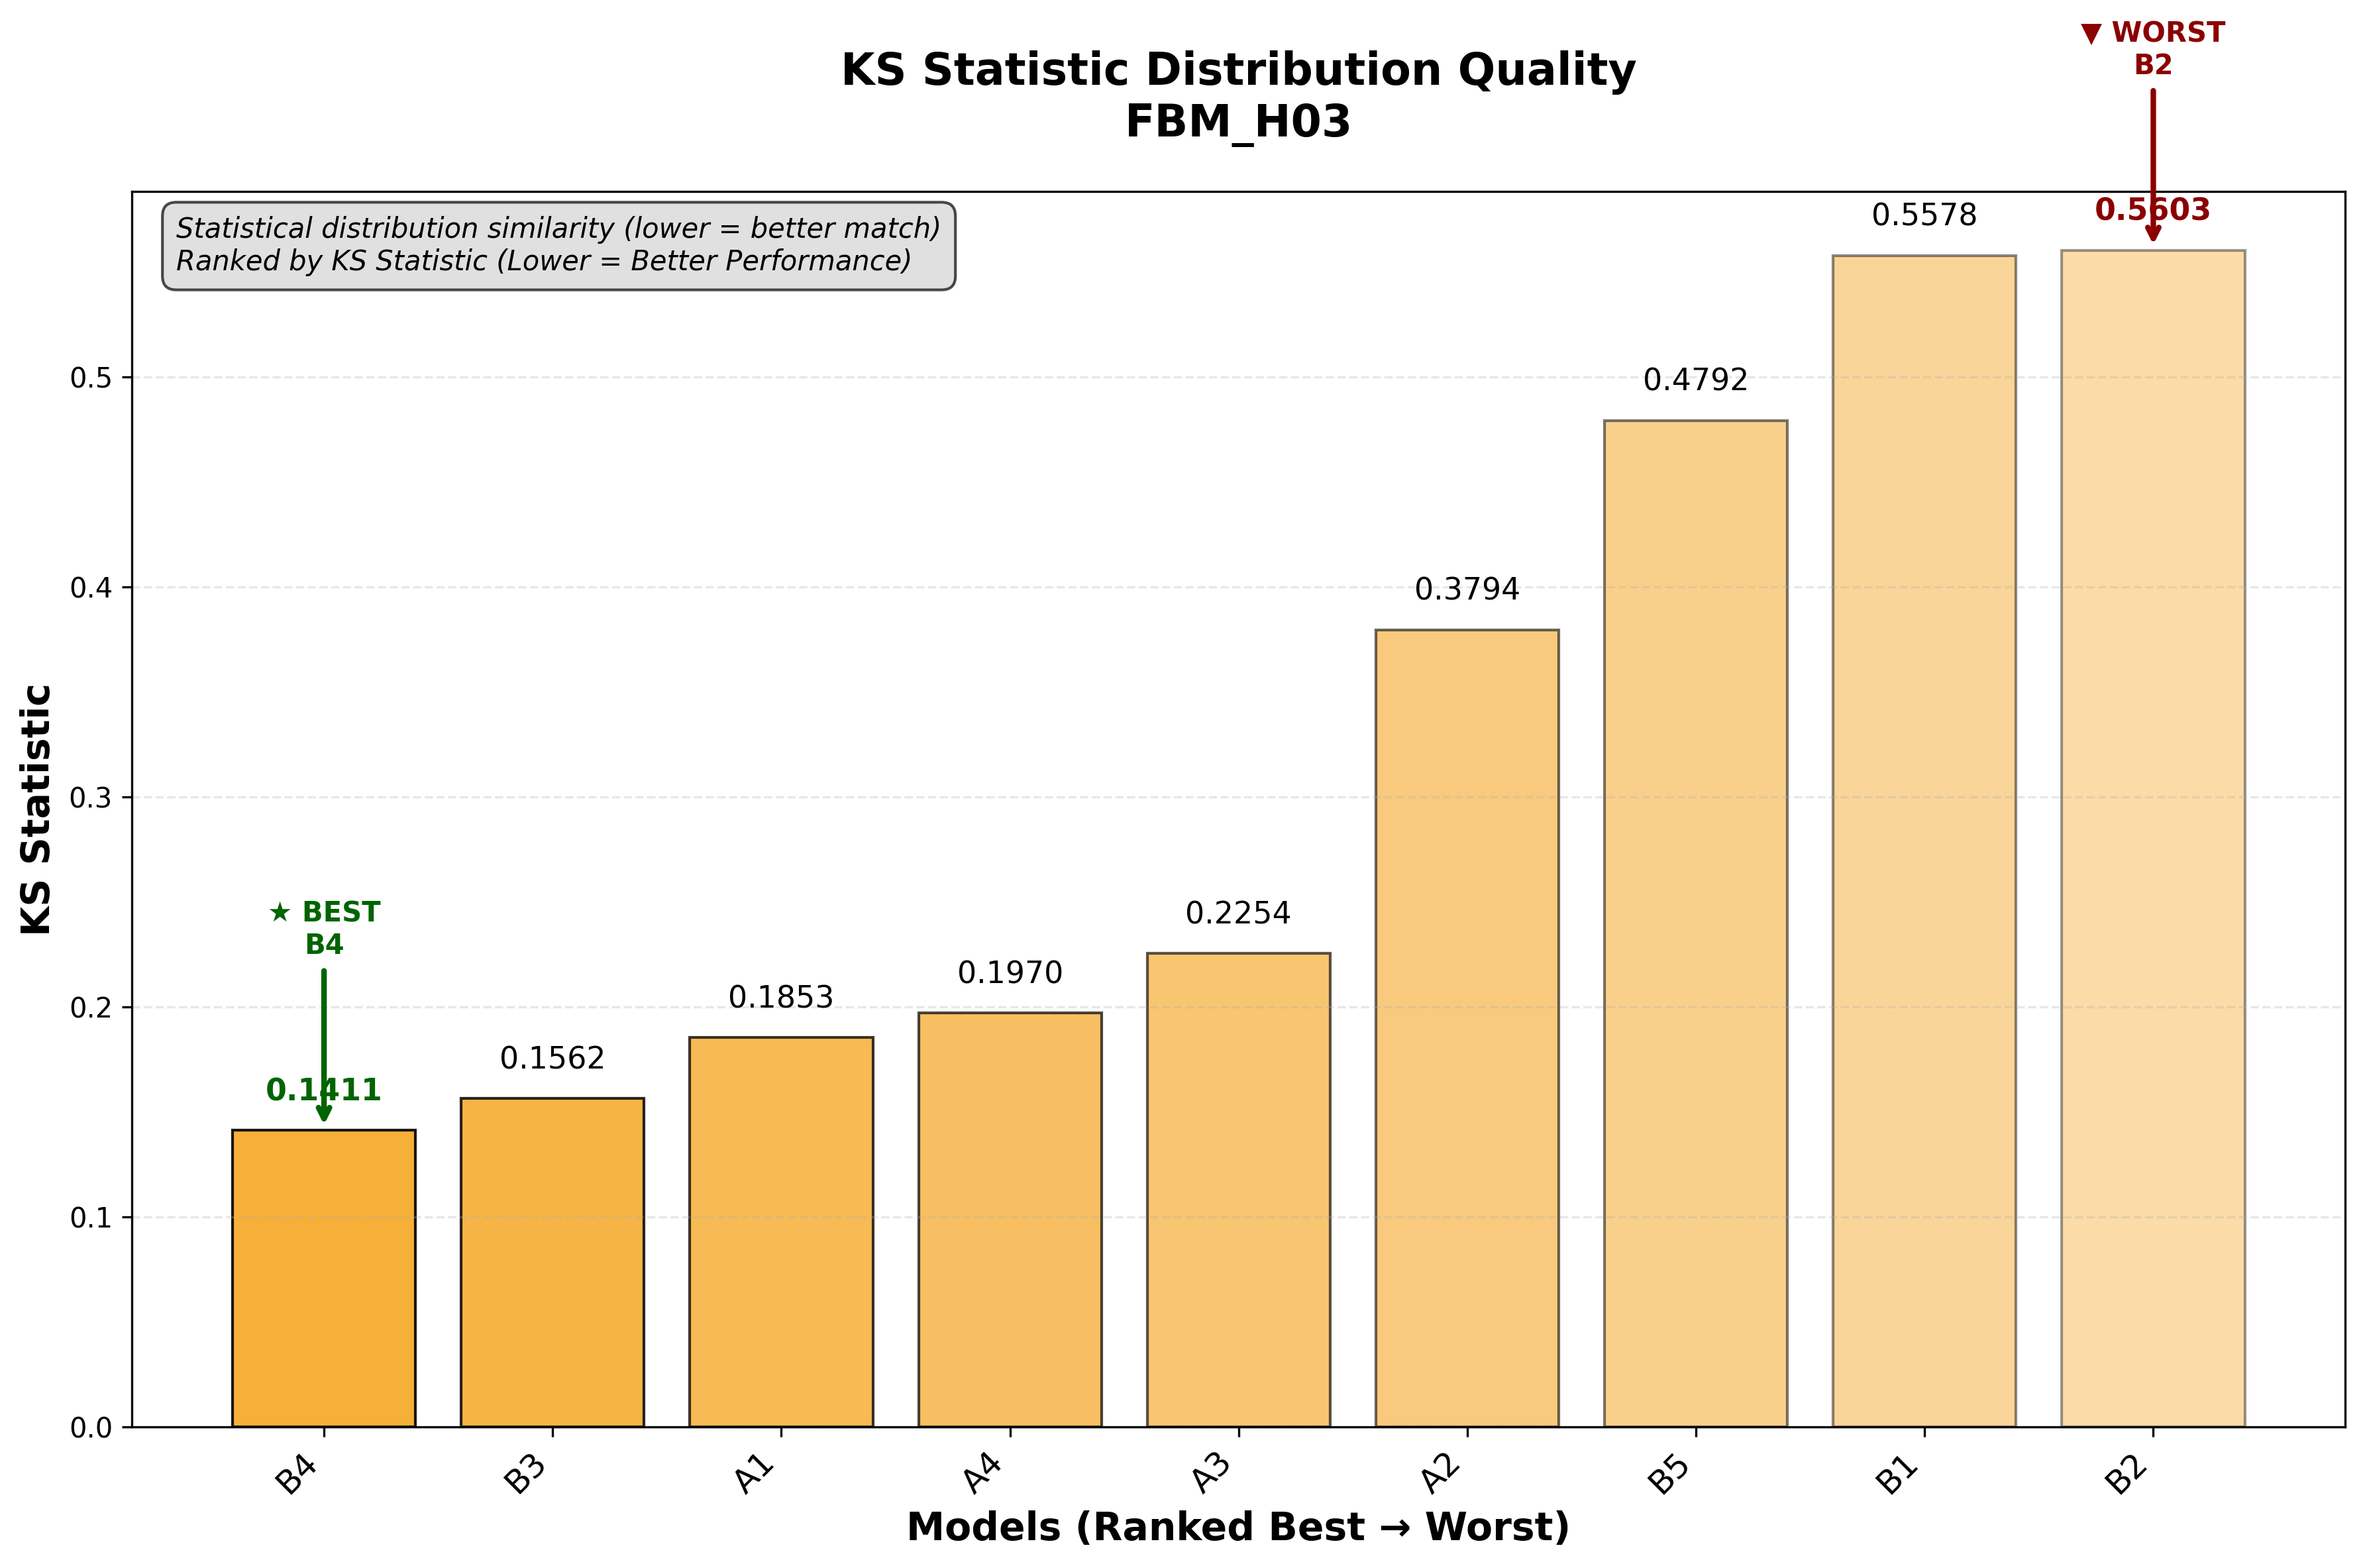 ▼ WORST
B2
KS Statistic Distribution Quality
FBM_H03
Statistical distribution similarity (lower = better match)
Ranked by KS Statistic (Lower = Better Performance)
0.5578
0.5603
0.5
0.4792
0.4
0.3794
KS Statistic
0.3
★ BEST
B4
0.2254
0.1970
0.1853
0.2
0.1562
0.1411
0.1
0.0
B4
B3
A1
A4
A3
A2
B5
B1
B2
Models (Ranked Best → Worst)